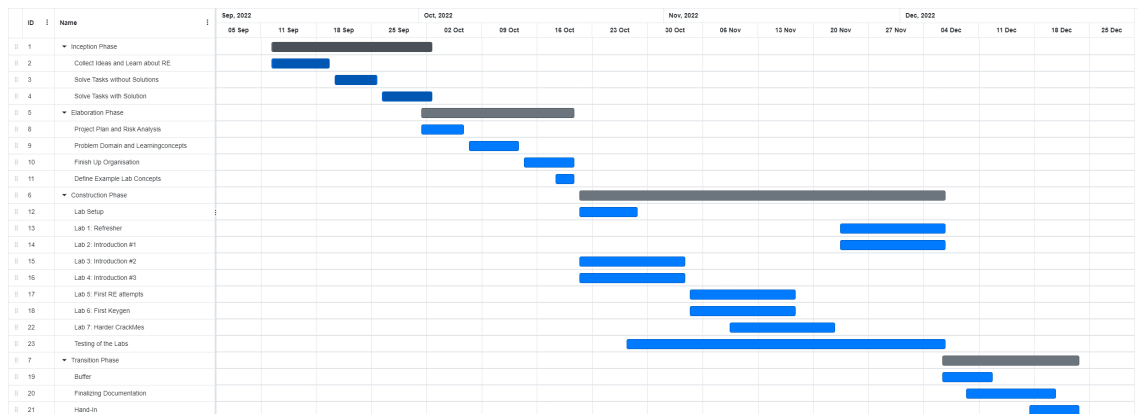 Sep, 2022 Oct, 2022 Nov, 2022 Dec, 2022
ID Name
05 Sep 11 Sep 18 Sep 25 Sep 02 Oct 09 Oct 16 Oct 23 Oct 30 Oct 06 Nov 13 Nov 20 Nov 27 Nov 04 Dec 11 Dec 18 Dec 25 Dec
1 Inception Phase
2 Collect Ideas and Learn about RE
3 Solve Tasks without Solutions
4 Solve Tasks with Solution
5 Elaboration Phase
8 Project Plan and Risk Analysis
9 Problem Domain and Learningconcepts
10 Finish Up Organisation
11 Define Example Lab Concepts
6 Construction Phase
12 Lab Setup
13 Lab 1: Refresher
14 Lab 2: Introduction #1
15 Lab 3: Introduction #2
16 Lab 4: Introduction #3
17 Lab 5: First RE attempts
18 Lab 6: First Keygen
22 Lab 7: Harder CrackMes
23 Testing of the Labs
7 Transition Phase
19 Buffer
20 Finalizing Documentation
21 Hand-In